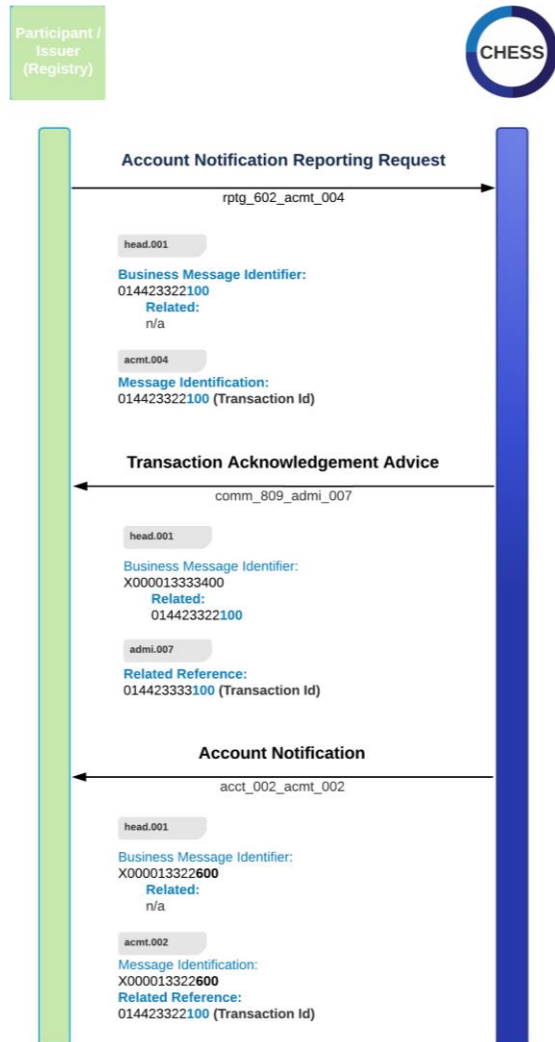 Participant /
Issuer
(Registry)
CHESS
Account Notification Reporting Request
rptg_602_acmt_004
head.001
Business Message Identifier:
014423322100
Related:
n/a
acmt.004
Message Identification:
014423322100 (Transaction Id)
Transaction Acknowledgement Advice
comm_809_admi_007
head.001
Business Message Identifier:
X000013333400
Related:
014423322100
admi.007
Related Reference:
014423333100 (Transaction Id)
Account Notification
acct_002_acmt_002
head.001
Business Message Identifier:
X000013322600
Related:
n/a
acmt.002
Message Identification:
X000013322600
Related Reference:
014423322100 (Transaction Id)